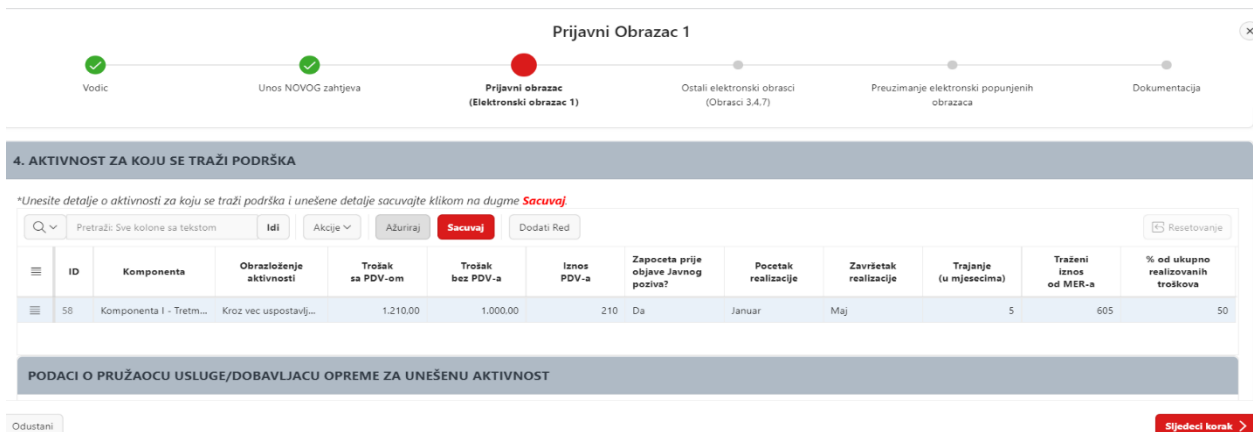 Prijavni Obrazac 1
Vodic
Unos NOVOG zahtjeva
Prijavni obrazac
(Elektronski obrazac 1)
Ostali elektronski obrasci
(Obrasci 3,4,7)
Preuzimanje elektronski popunjenih
obrazaca
Dokumentacija
4. AKTIVNOST ZA KOJU SE TRAŽI PODRŠKA
*Unesite detalje o aktivnosti za koju se traži podrška i unešene detalje sacuvajte klikom na dugme Sacuvaj.
Pretraži: Sve kolone sa tekstom Idi Akcije Ažuriraj Sacuvaj Dodati Red Resetovanje
ID
Komponenta
Obrazloženje
aktivnosti
Trošak
sa PDV-om
Trošak
bez PDV-a
Iznos
PDV-a
Zapoceta prije
objave Javnog
poziva?
Pocetak
realizacije
Završetak
realizacije
Trajanje
(u mjesecima)
Traženi
iznos
od MER-a
% od ukupno
realizovanih
troškova
58 Komponenta I - Tretm... Kroz vec uspostavlj... 1.210,00 1.000,00 210 Da Januar Maj 5 605 50
PODACI O PRUŽAOCU USLUGE/DOBAVLJACU OPREME ZA UNEŠENU AKTIVNOST
Odustani
Sljedeci korak